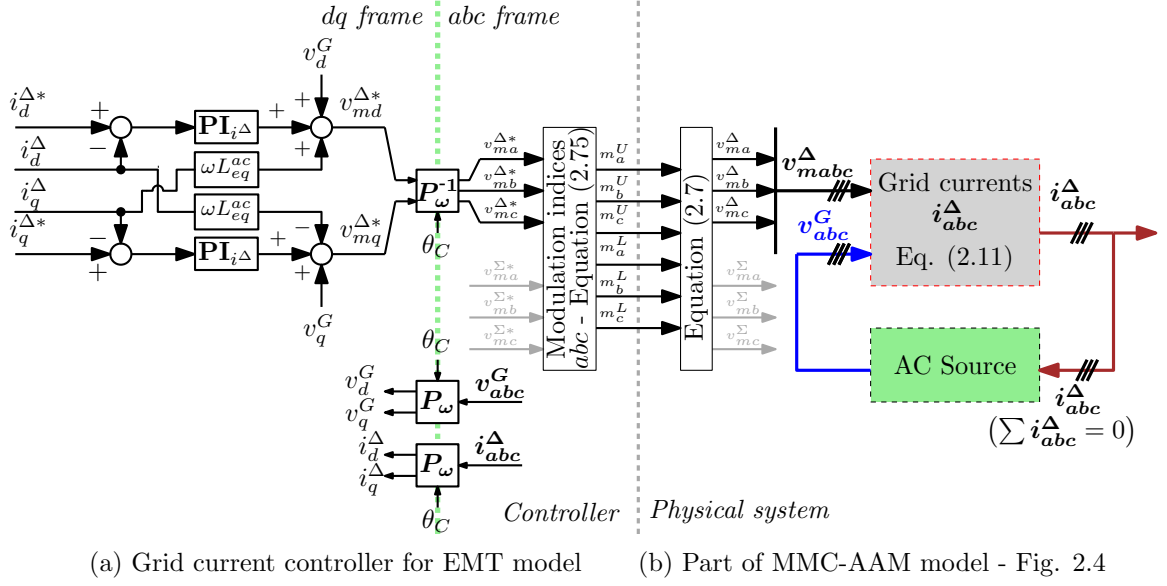 dq frame abc frame
Controller Physical system
v_d^G
i_d^{Δ*}
i_d^Δ
i_q^Δ
i_q^{Δ*}
+
−
−
+
PI_{i^Δ}
ωL_{eq}^{ac}
ωL_{eq}^{ac}
PI_{i^Δ}
+ + +
+
−
+ +
v_{md}^{Δ*}
v_{mq}^{Δ*}
v_q^G
P_ω^{-1}
θ_C
v_{ma}^{Δ*}
v_{mb}^{Δ*}
v_{mc}^{Δ*}
v_{ma}^{Σ*}
v_{mb}^{Σ*}
v_{mc}^{Σ*}
Modulation indices
abc - Equation (2.75)
m_a^U
m_b^U
m_c^U
m_a^L
m_b^L
m_c^L
Equation (2.7)
v_{ma}^Δ
v_{mb}^Δ
v_{mc}^Δ
v_{ma}^Σ
v_{mb}^Σ
v_{mc}^Σ
v_{mabc}^Δ
v_{abc}^G
Grid currents
i_{abc}^Δ
Eq. (2.11)
i_{abc}^Δ
AC Source
i_{abc}^Δ
(∑ i_{abc}^Δ = 0)
θ_C
v_d^G
v_q^G
P_ω
v_{abc}^G
i_d^Δ
i_q^Δ
P_ω
i_{abc}^Δ
θ_C
(a) Grid current controller for EMT model
(b) Part of MMC-AAM model - Fig. 2.4